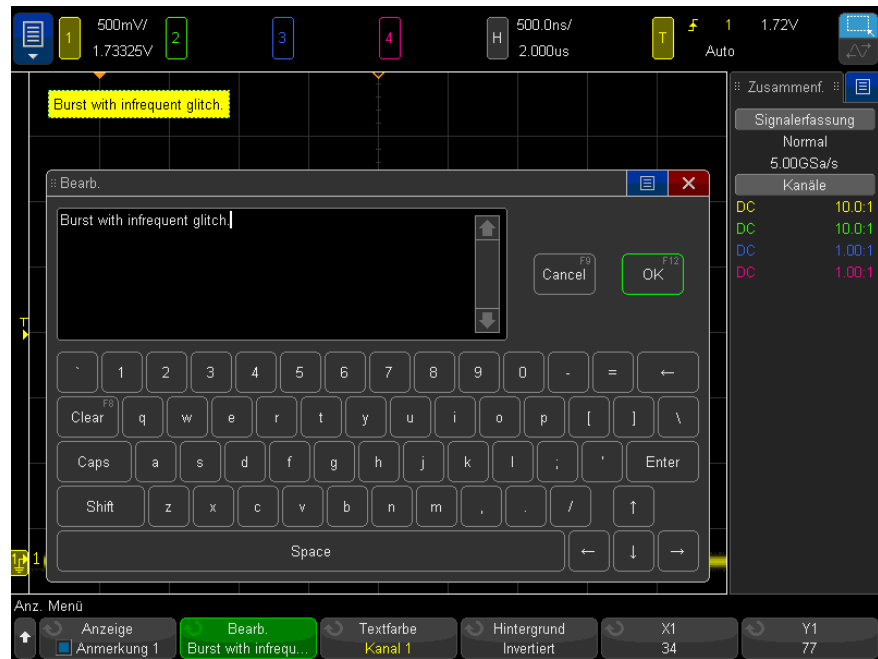 500mV/
1 1.73325V 2 3 4 H 500.0ns/ 2.000us T 1 1.72V
Auto
Burst with infrequent glitch.
Zusammenf.
Signalerfassung
Normal
5.00GSa/s
Kanäle
DC 10.0:1
DC 10.0:1
DC 1.00:1
DC 1.00:1
Bearb.
Burst with infrequent glitch.
Cancel F9
OK F12
` 1 2 3 4 5 6 7 8 9 0 - = ←
Clear F8 q w e r t y u i o p [ ] \
Caps a s d f g h j k l ; ' Enter
Shift z x c v b n m , . / ↑
Space ← ↓ →
T
1
Anz. Menü
Anzeige
Anmerkung 1
Bearb.
Burst with infrequ...
Textfarbe
Kanal 1
Hintergrund
Invertiert
X1
34
Y1
77